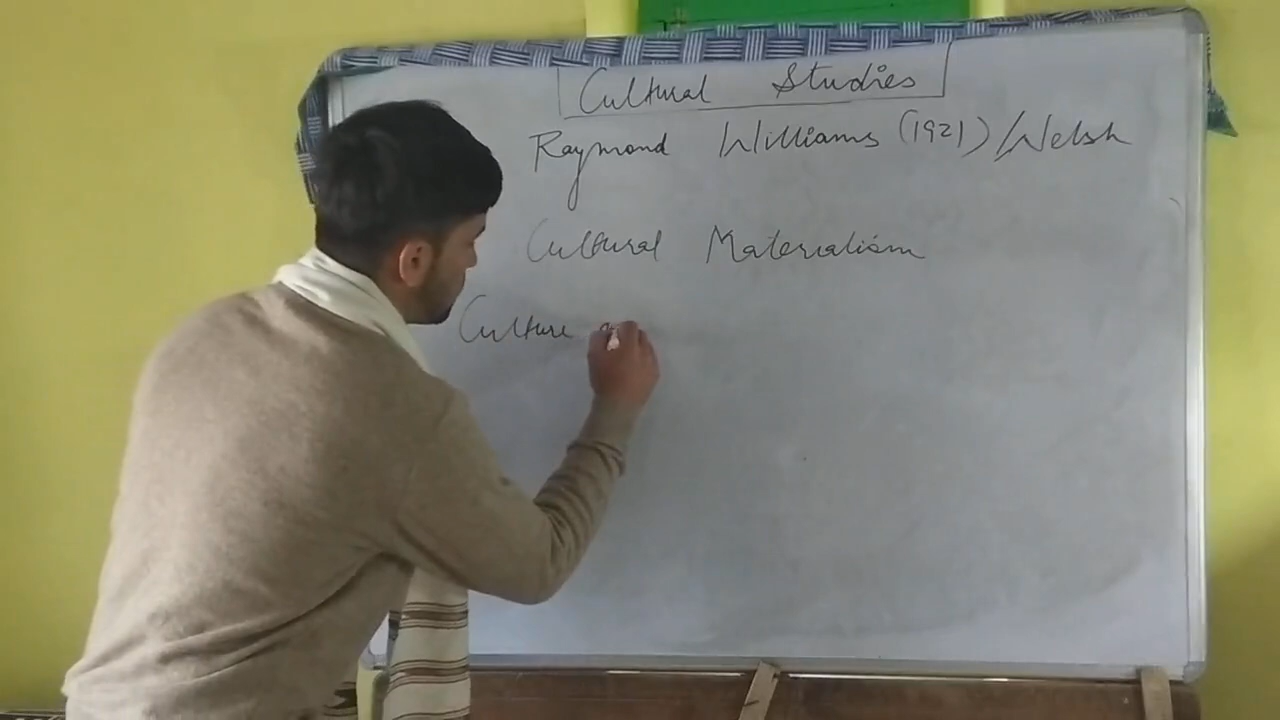 Cultural Studies
Raymond Williams (1921) / Welsh
Cultural Materialism
Culture